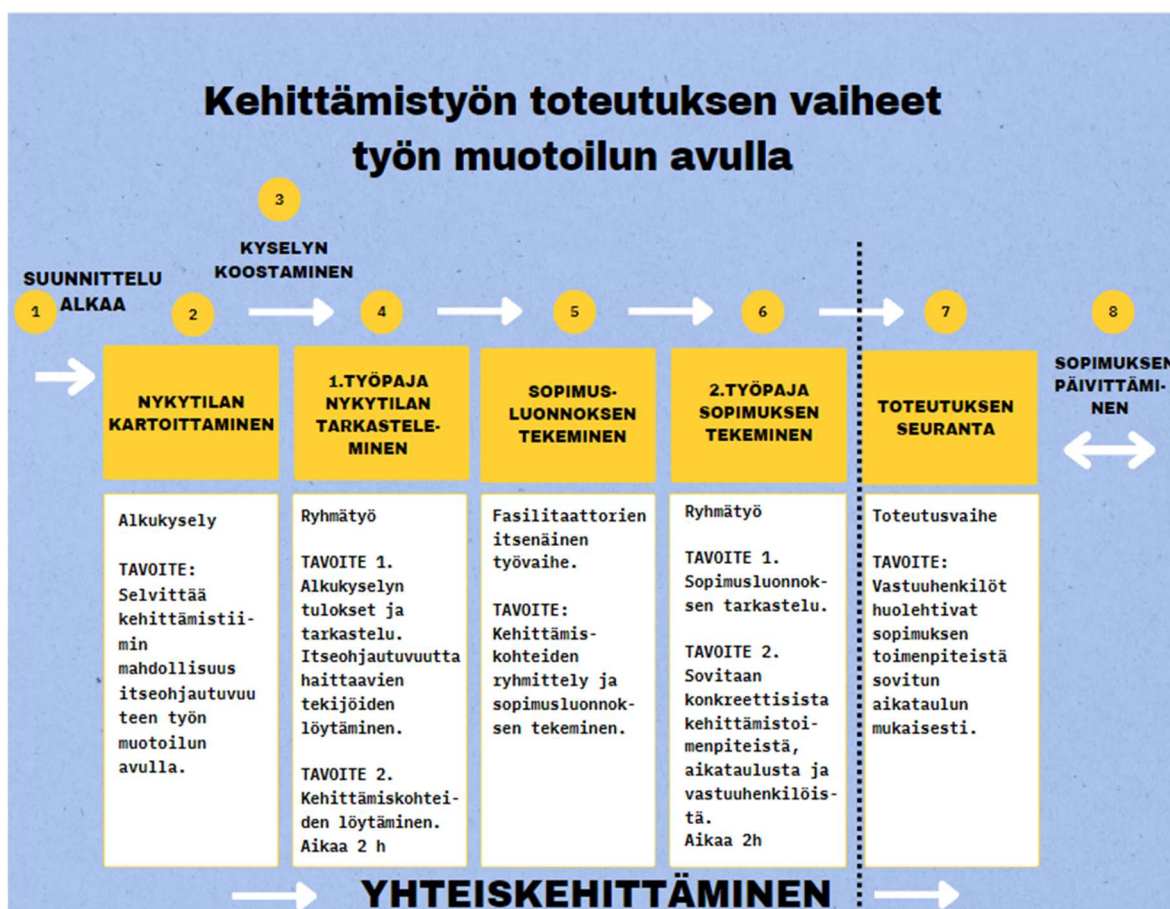 Kehittämistyön toteutuksen vaiheet
työn muotoilun avulla
1
SUUNNITTELU
ALKAA
2
3
KYSELYN
KOOSTAMINEN
4
5
6
7
8
SOPIMUKSEN
PÄIVITTÄMI-
NEN
NYKYTILAN
KARTOITTAMINEN
Alkukysely
TAVOITE:
Selvittää
kehittämistii-
min
mahdollisuus
itseohjautuvuu
teen työn
muotoilun
avulla.
1.TYÖPAJA
NYKYTILAN
TARKASTELE-
MINEN
Ryhmätyö
TAVOITE 1.
Alkukyselyn
tulokset ja
tarkastelu.
Itseohjautuvuutta
haittaavien
tekijöiden
löytäminen.
TAVOITE 2.
Kehittämiskohtei-
den löytäminen.
Aikaa 2 h
SOPIMUS-
LUONNOKSEN
TEKEMINEN
Fasilitaattorien
itsenäinen
työvaihe.
TAVOITE:
Kehittämis-
kohteiden
ryhmittely ja
sopimusluonnok-
sen tekeminen.
2.TYÖPAJA
SOPIMUKSEN
TEKEMINEN
Ryhmätyö
TAVOITE 1.
Sopimusluonnok-
sen tarkastelu.
TAVOITE 2.
Sovitaan
konkreettisista
kehittämistoi-
menpiteistä,
aikataulusta ja
vastuuhenkilöis-
tä.
Aikaa 2h
TOTEUTUKSEN
SEURANTA
Toteutusvaihe
TAVOITE:
Vastuuhenkilöt
huolehtivat
sopimuksen
toimenpiteistä
sovitun
aikataulun
mukaisesti.
YHTEISKEHITTÄMINEN